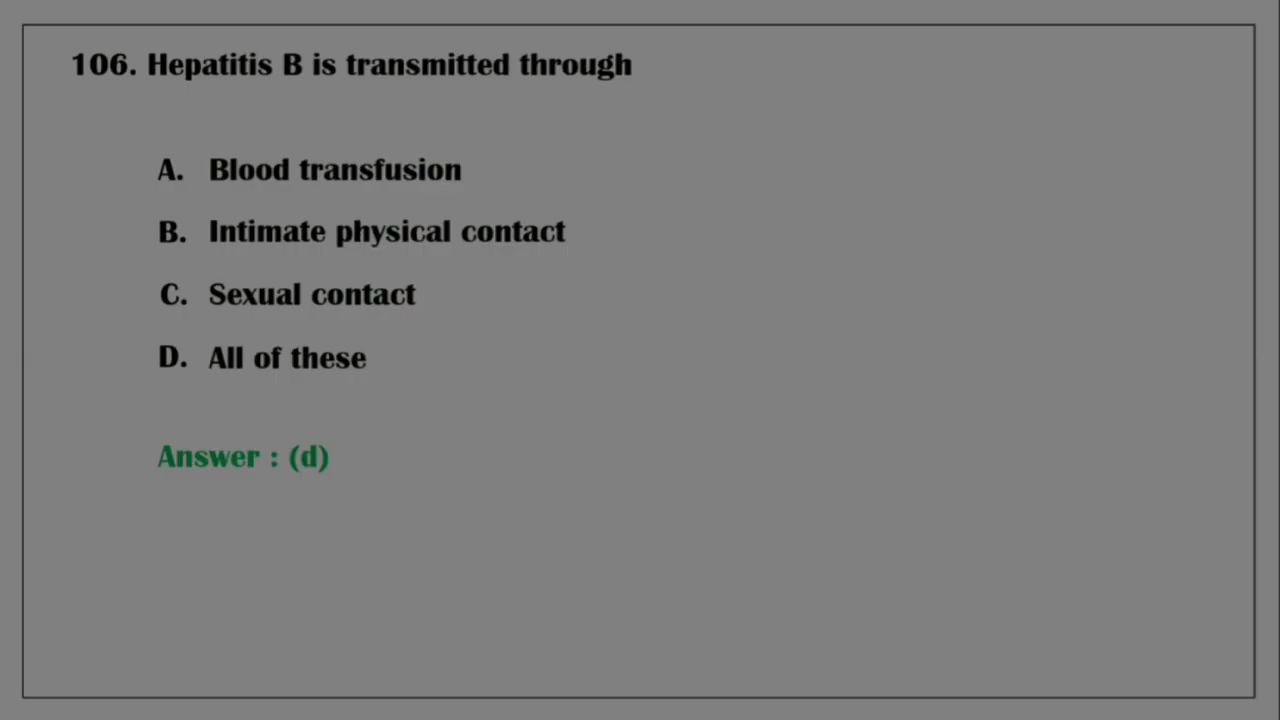 106. Hepatitis B is transmitted through
A. Blood transfusion
B. Intimate physical contact
C. Sexual contact
D. All of these
Answer : (d)